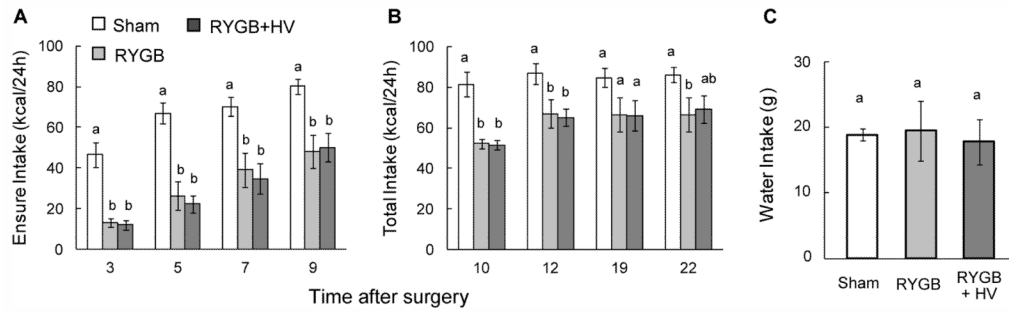 A
Sham
RYGB+HV
RYGB
Ensure Intake (kcal/24h)
100
80
60
40
20
0
a
b b
a
b b
a
b b
a
b b
3 5 7 9
B
Total Intake (kcal/24h)
100
80
60
40
20
0
a
b b
a
b b
a
a a
a
b ab
10 12 19 22
Time after surgery
C
Water Intake (g)
30
20
10
0
a a a
Sham RYGB RYGB
+ HV